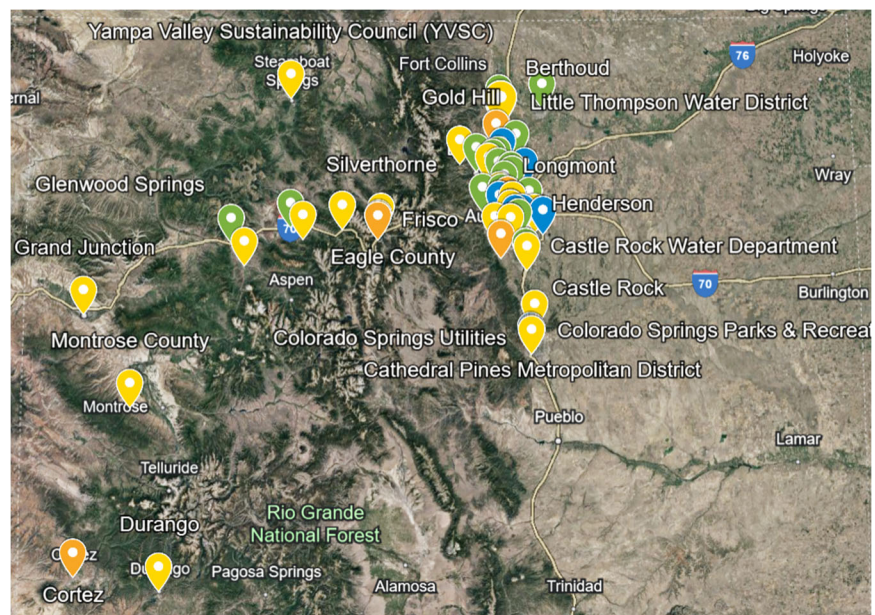 Yampa Valley Sustainability Council (YVSC)
Steamboat
Springs
Fort Collins
76
Holyoke
Berthoud
Gold Hill
Little Thompson Water District
Silverthorne
Longmont
Wray
Glenwood Springs
Henderson
Frisco
70
Grand Junction
Eagle County
Castle Rock Water Department
Aspen
Castle Rock
70
Burlington
Montrose County
Colorado Springs Utilities
Colorado Springs Parks & Recreat
Cathedral Pines Metropolitan District
Montrose
Pueblo
Lamar
Telluride
Durango
Rio Grande
National Forest
Pagosa Springs
Cortez
Alamosa
Trinidad